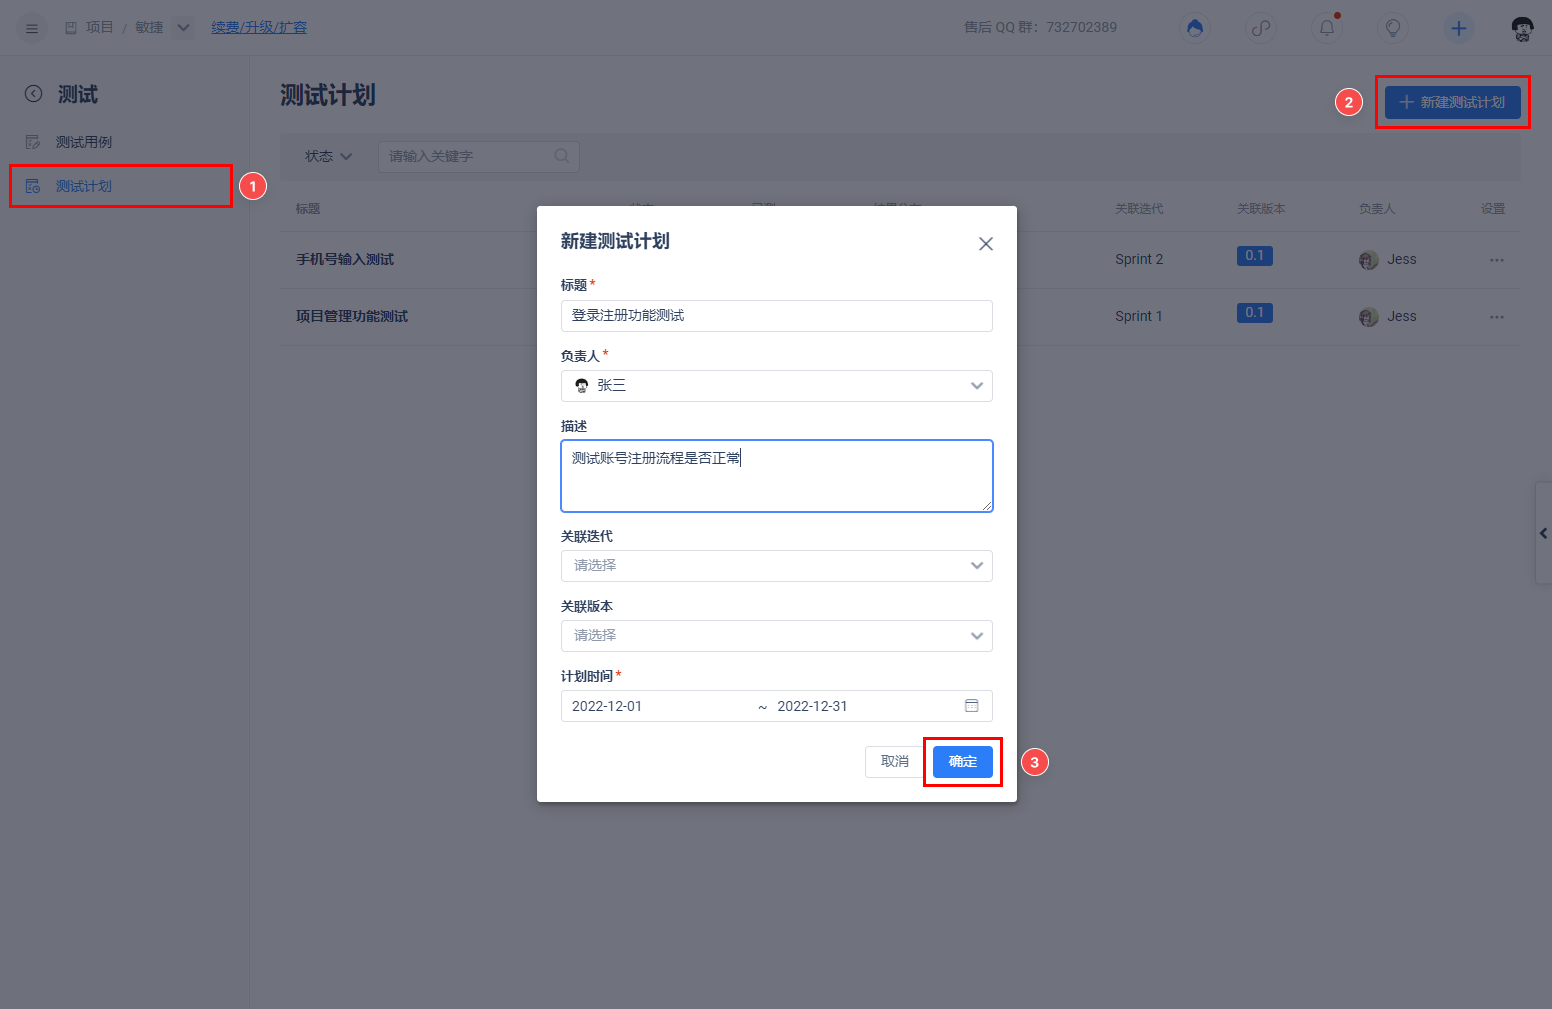 项目 / 敏捷 续费/升级/扩容 售后 QQ 群：732702389
测试
测试用例
测试计划
1
测试计划
2
新建测试计划
状态 请输入关键字
标题 关联迭代 关联版本 负责人 设置
手机号输入测试 Sprint 2 0.1 Jess
项目管理功能测试 Sprint 1 0.1 Jess
新建测试计划
标题*
登录注册功能测试
负责人*
张三
描述
测试账号注册流程是否正常
关联迭代
请选择
关联版本
请选择
计划时间*
2022-12-01 ~ 2022-12-31
取消 确定
3